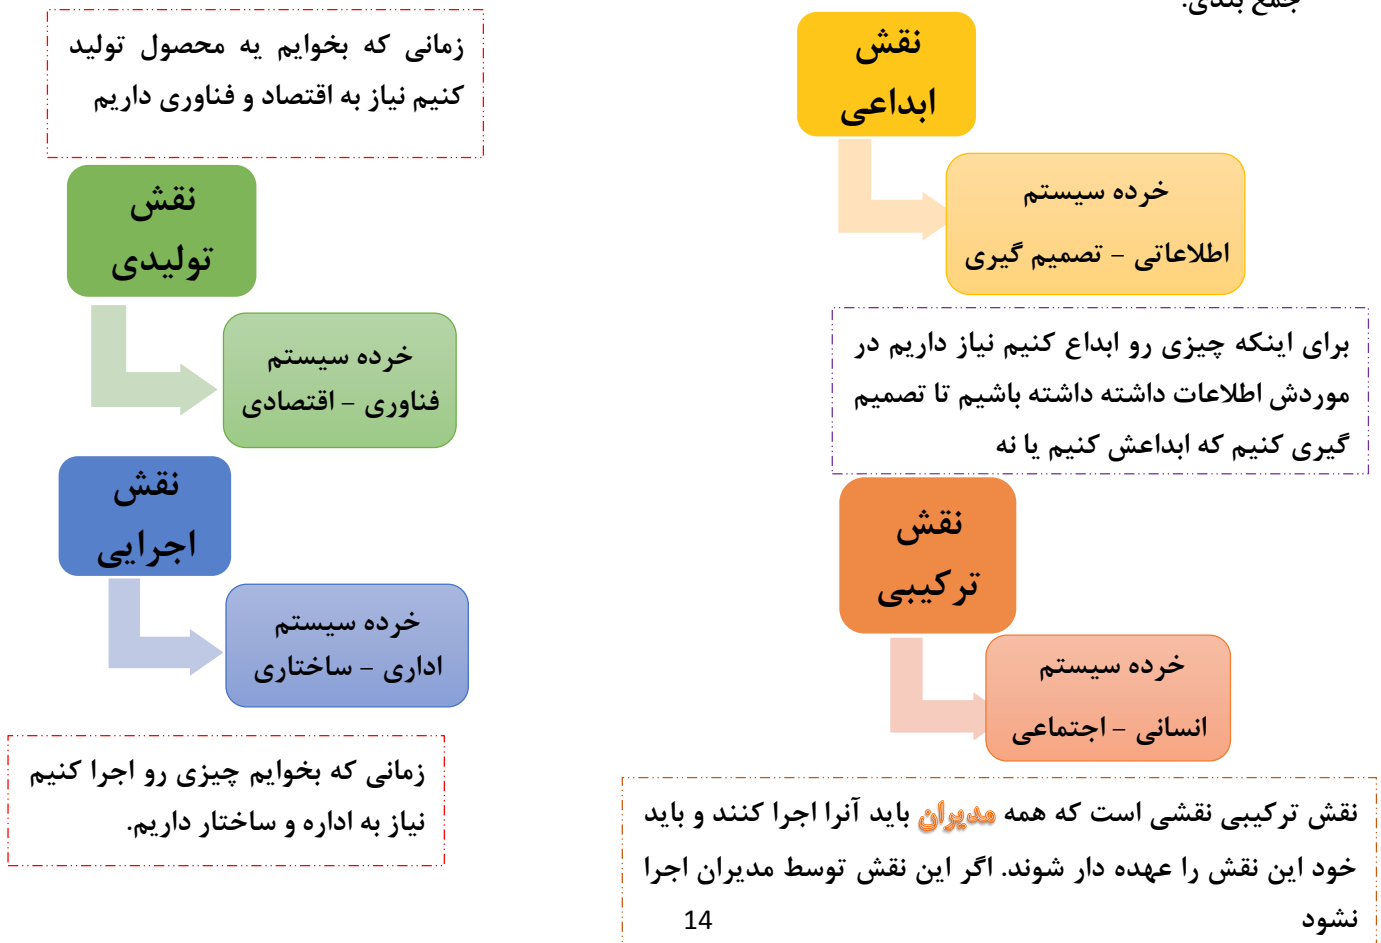 جمع بندی:
نقش
ابداعی
خرده سیستم
اطلاعاتی – تصمیم گیری
برای اینکه چیزی رو ابداع کنیم نیاز داریم در
موردش اطلاعات داشته داشته باشیم تا تصمیم
گیری کنیم که ابداعش کنیم یا نه
نقش
ترکیبی
خرده سیستم
انسانی – اجتماعی
نقش ترکیبی نقشی است که همه مدیران باید آنرا اجرا کنند و باید
خود این نقش را عهده دار شوند. اگر این نقش توسط مدیران اجرا
نشود
زمانی که بخوایم یه محصول تولید
کنیم نیاز به اقتصاد و فناوری داریم
نقش
تولیدی
خرده سیستم
فناوری – اقتصادی
نقش
اجرایی
خرده سیستم
اداری – ساختاری
زمانی که بخوایم چیزی رو اجرا کنیم
نیاز به اداره و ساختار داریم.
14